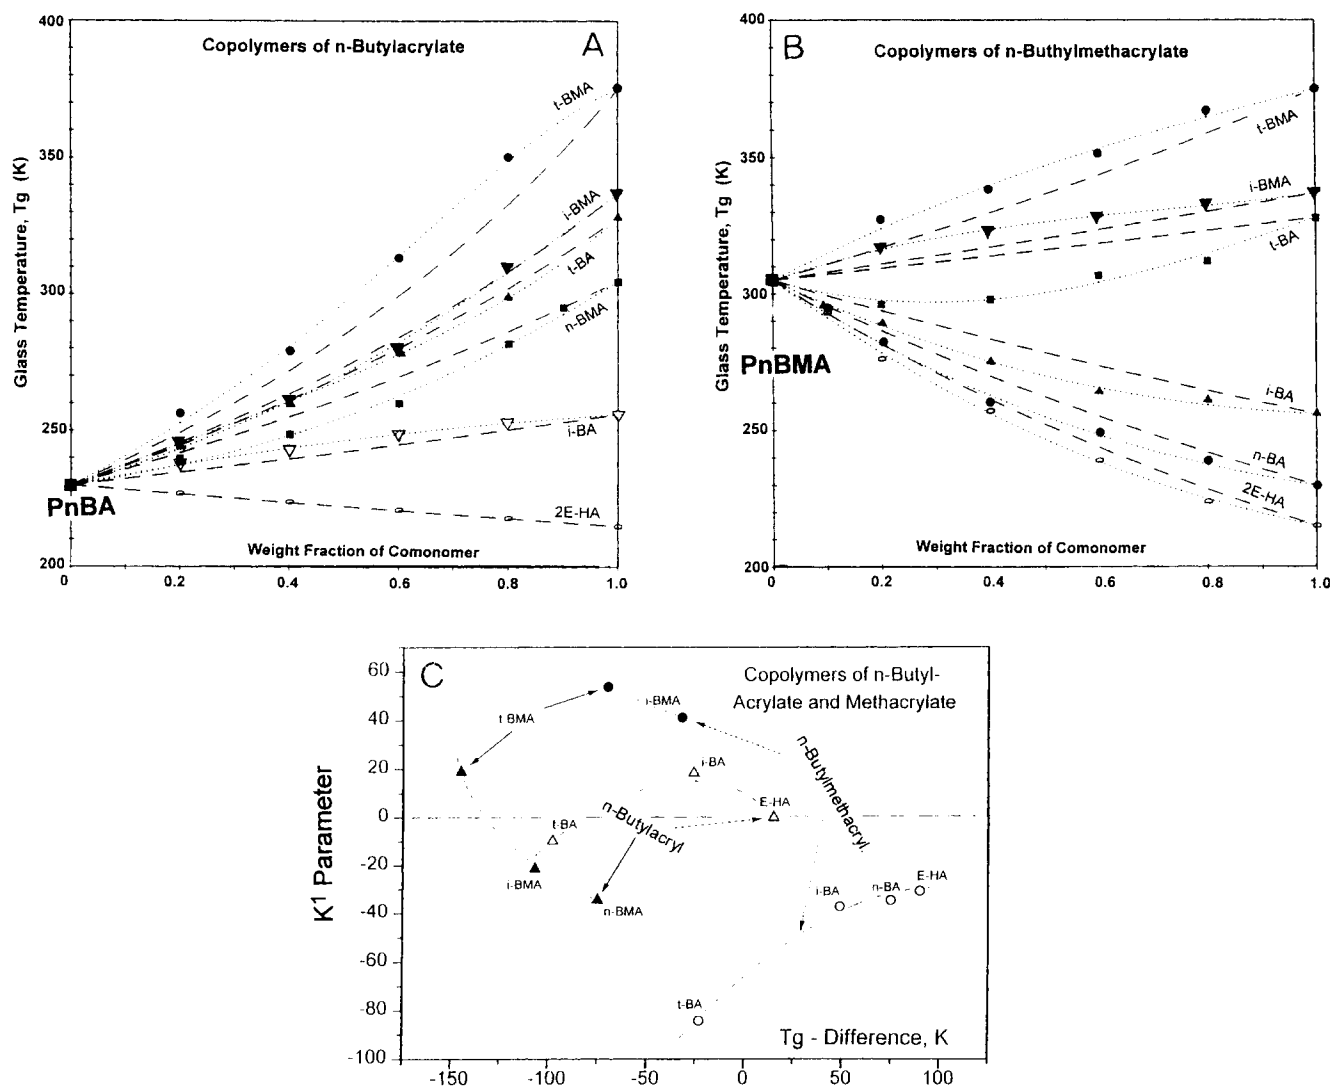 400
Copolymers of n-Butylacrylate
A
t-BMA
350
i-BMA
t-BA
300
n-BMA
250
i-BA
PnBA
2E-HA
Weight Fraction of Comonomer
200
0
0.2
0.4
0.6
0.8
1.0
Glass Temperature, Tg (K)
400
B
Copolymers of n-Buthylmethacrylate
t-BMA
350
i-BMA
t-BA
300
PnBMA
i-BA
250
n-BA
2E-HA
Weight Fraction of Comonomer
200
0
0.2
0.4
0.6
0.8
1.0
Glass Temperature, Tg (K)
C
Copolymers of n-Butyl-
Acrylate and Methacrylate
60
40
20
0
-20
-40
-60
-80
-100
K1 Parameter
t BMA
i-BMA
n-Butylmethacryl.
i-BA
E-HA
n-Butylacryl
t-BA
i-BMA
n-BMA
i-BA
n-BA
E-HA
t-BA
Tg - Difference, K
-150
-100
-50
0
50
100